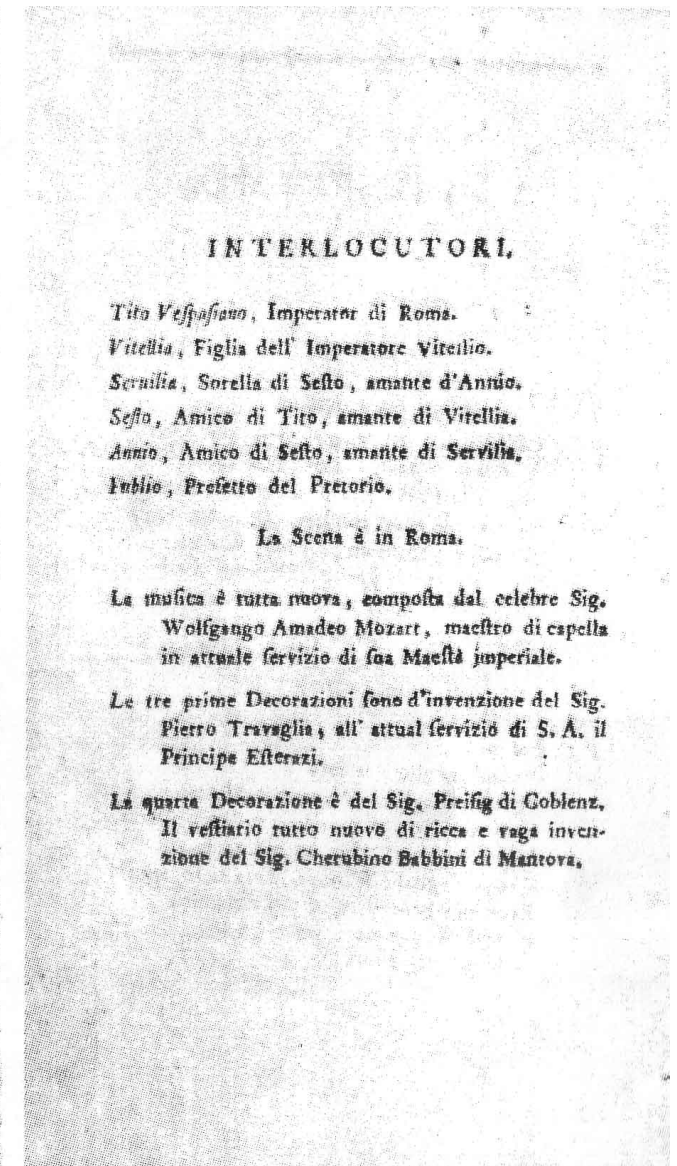 INTERLOCUTORI.
Tito Veſpaſiano, Imperator di Roma.
Vitellia, Figlia dell' Imperatore Vitellio.
Servilia, Sorella di Seſto, amante d'Annio.
Seſto, Amico di Tito, amante di Vitellia.
Annio, Amico di Seſto, amante di Servilia.
Publio, Prefetto del Pretorio.
La Scena è in Roma.
La muſica è tutta nuova, compoſta dal celebre Sig.
Wolfgango Amadeo Mozart, maeſtro di capella
in attuale ſervizio di ſua Maeſtà imperiale.
Le tre prime Decorazioni ſono d'invenzione del Sig.
Pierro Travaglia, all' attual ſervizio di S. A. il
Principe Eſterazi.
La quarta Decorazione è del Sig. Preiſig di Coblenz.
Il veſtiario tutto nuovo di ricca e vaga inven-
zione del Sig. Cherubino Babbini di Mantova.